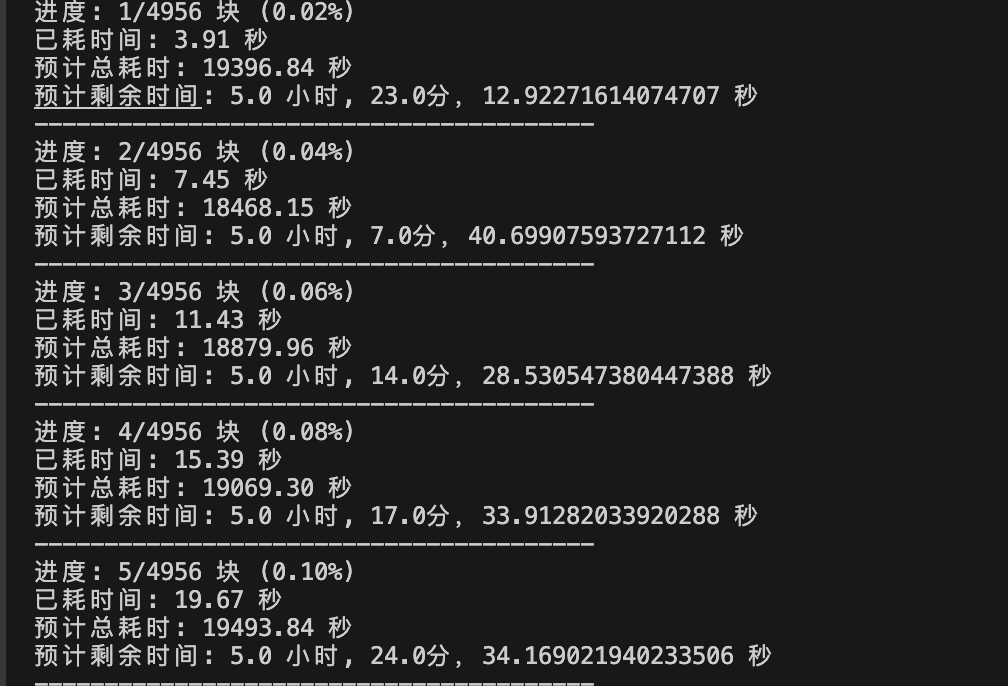 进度: 1/4956 块 (0.02%)
已耗时间: 3.91 秒
预计总耗时: 19396.84 秒
预计剩余时间: 5.0 小时, 23.0分, 12.92271614074707 秒
----------------------------------------
进度: 2/4956 块 (0.04%)
已耗时间: 7.45 秒
预计总耗时: 18468.15 秒
预计剩余时间: 5.0 小时, 7.0分, 40.69907593727112 秒
----------------------------------------
进度: 3/4956 块 (0.06%)
已耗时间: 11.43 秒
预计总耗时: 18879.96 秒
预计剩余时间: 5.0 小时, 14.0分, 28.530547380447388 秒
----------------------------------------
进度: 4/4956 块 (0.08%)
已耗时间: 15.39 秒
预计总耗时: 19069.30 秒
预计剩余时间: 5.0 小时, 17.0分, 33.91282033920288 秒
----------------------------------------
进度: 5/4956 块 (0.10%)
已耗时间: 19.67 秒
预计总耗时: 19493.84 秒
预计剩余时间: 5.0 小时, 24.0分, 34.169021940233506 秒
----------------------------------------